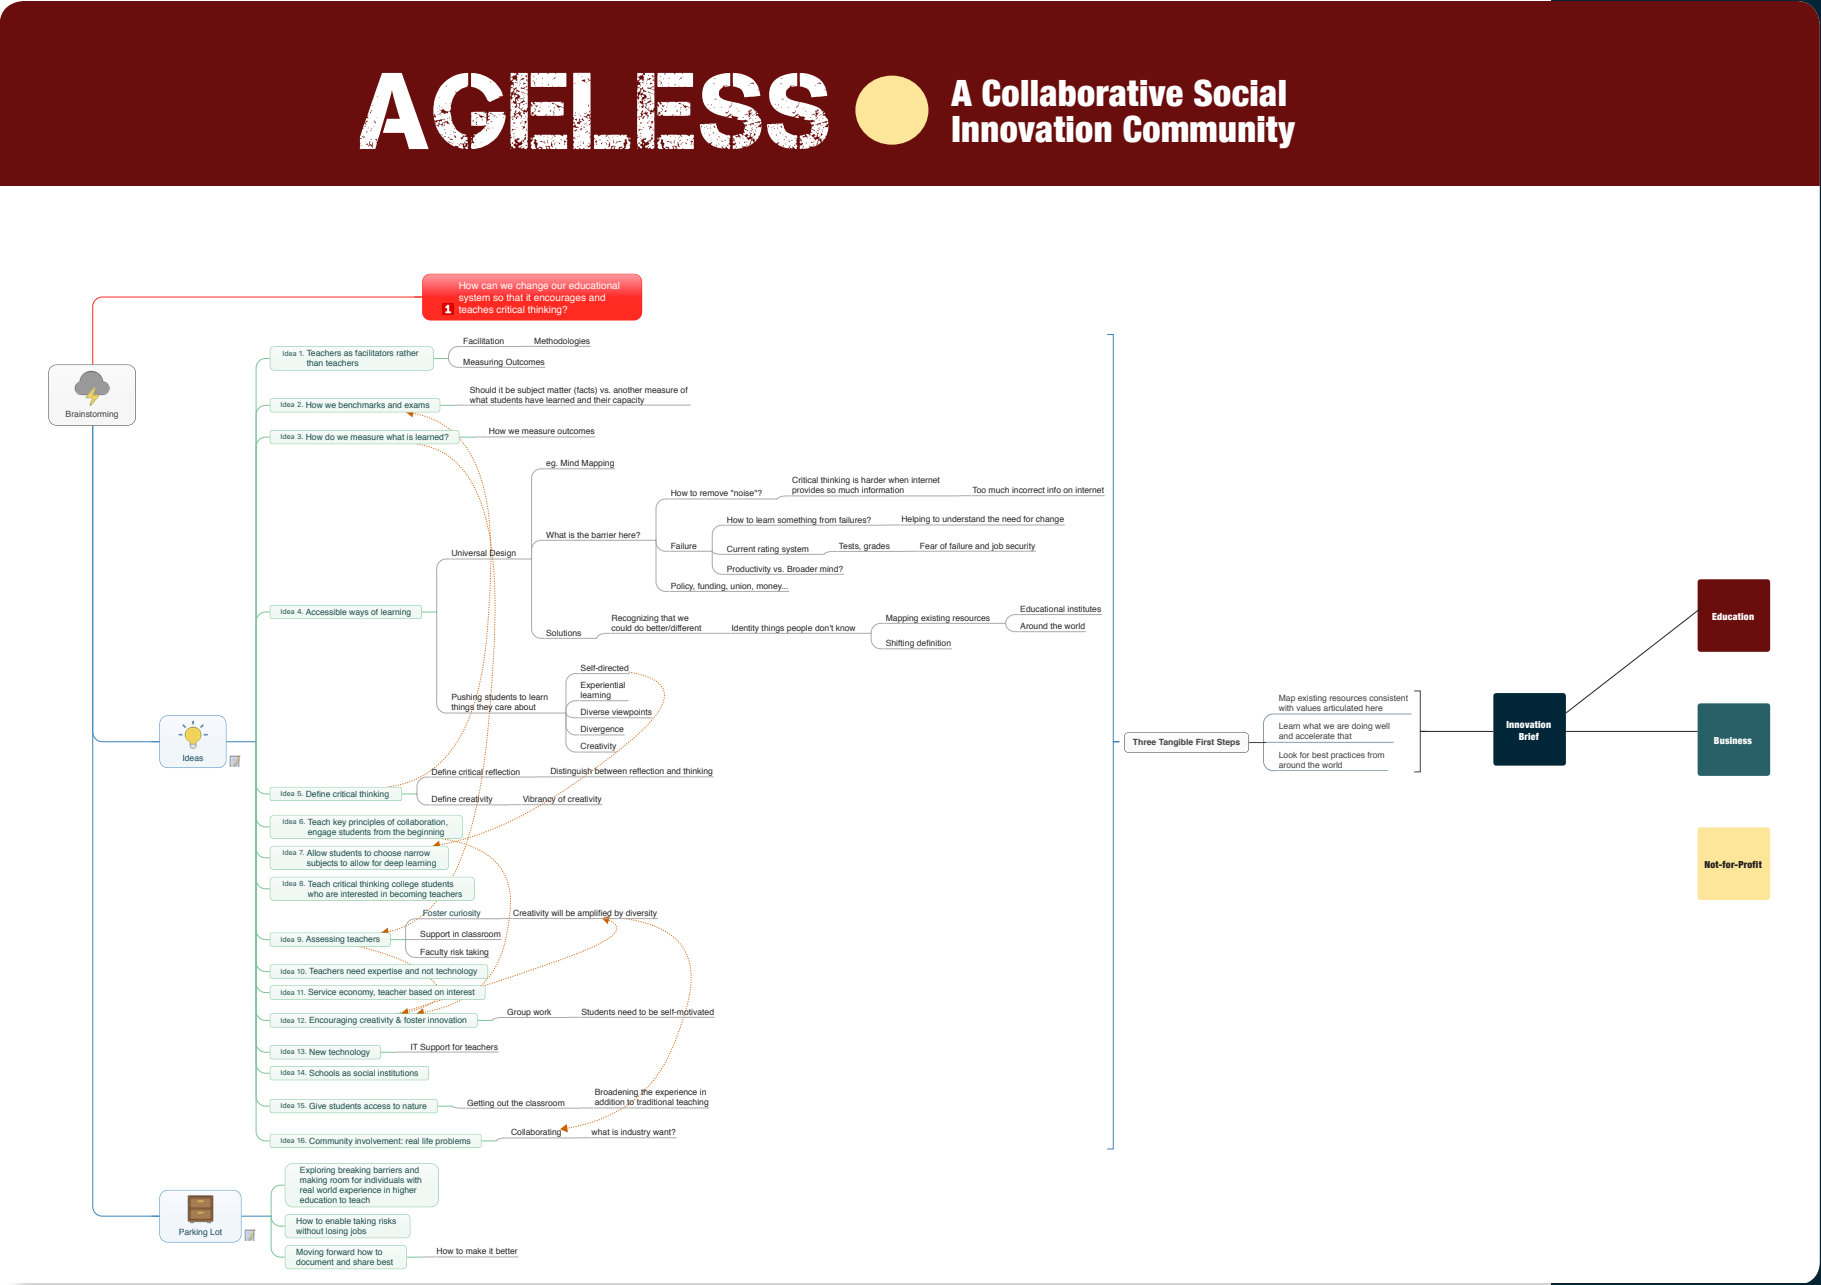 AGELESS
A Collaborative Social
Innovation Community
How can we change our educational
system so that it encourages and
1 teaches critical thinking?
Brainstorming
Idea 1. Teachers as facilitators rather
than teachers
Facilitation
Methodologies
Measuring Outcomes
Idea 2. How we benchmarks and exams
Should it be subject matter (facts) vs. another measure of
what students have learned and their capacity
Idea 3. How do we measure what is learned?
How we measure outcomes
Idea 4. Accessible ways of learning
Universal Design
eg. Mind Mapping
What is the barrier here?
How to remove "noise"?
Critical thinking is harder when internet
provides so much information
Too much incorrect info on internet
Failure
How to learn something from failures?
Helping to understand the need for change
Current rating system
Tests, grades
Fear of failure and job security
Productivity vs. Broader mind?
Policy, funding, union, money...
Solutions
Recognizing that we
could do better/different
Identity things people don't know
Mapping existing resources
Educational institutes
Around the world
Shifting definition
Pushing students to learn
things they care about
Self-directed
Experiential
learning
Diverse viewpoints
Divergence
Creativity
Ideas
Idea 5. Define critical thinking
Define critical reflection
Distinguish between reflection and thinking
Define creativity
Vibrancy of creativity
Idea 6. Teach key principles of collaboration,
engage students from the beginning
Idea 7. Allow students to choose narrow
subjects to allow for deep learning
Idea 8. Teach critical thinking college students
who are interested in becoming teachers
Idea 9. Assessing teachers
Foster curiosity
Creativity will be amplified by diversity
Support in classroom
Faculty risk taking
Idea 10. Teachers need expertise and not technology
Idea 11. Service economy, teacher based on interest
Idea 12. Encouraging creativity & foster innovation
Group work
Students need to be self-motivated
Idea 13. New technology
IT Support for teachers
Idea 14. Schools as social institutions
Idea 15. Give students access to nature
Getting out the classroom
Broadening the experience in
addition to traditional teaching
Idea 16. Community involvement: real life problems
Collaborating
what is industry want?
Parking Lot
Exploring breaking barriers and
making room for individuals with
real world experience in higher
education to teach
How to enable taking risks
without losing jobs
Moving forward how to
document and share best
How to make it better
Three Tangible First Steps
Map existing resources consistent
with values articulated here
Learn what we are doing well
and accelerate that
Look for best practices from
around the world
Innovation
Brief
Education
Business
Not-for-Profit